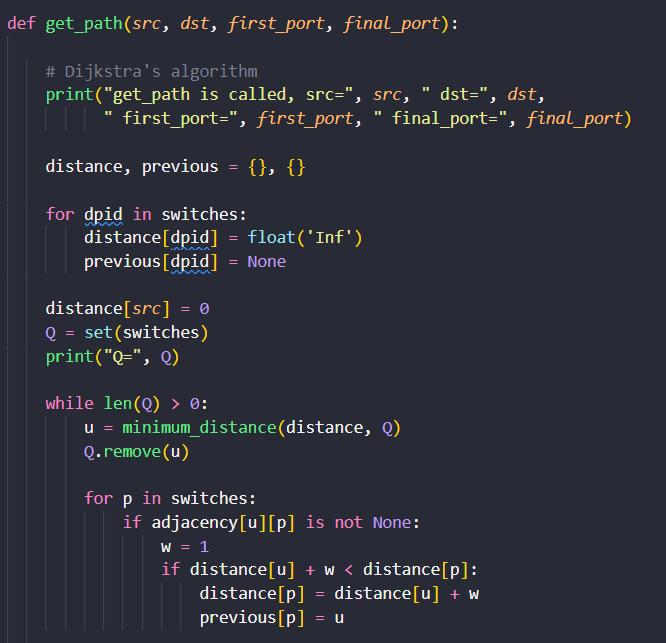 def get_path(src, dst, first_port, final_port):
# Dijkstra's algorithm
print("get_path is called, src=", src, " dst=", dst,
" first_port=", first_port, " final_port=", final_port)
distance, previous = {}, {}
for dpid in switches:
distance[dpid] = float('Inf')
previous[dpid] = None
distance[src] = 0
Q = set(switches)
print("Q=", Q)
while len(Q) > 0:
u = minimum_distance(distance, Q)
Q.remove(u)
for p in switches:
if adjacency[u][p] is not None:
w = 1
if distance[u] + w < distance[p]:
distance[p] = distance[u] + w
previous[p] = u